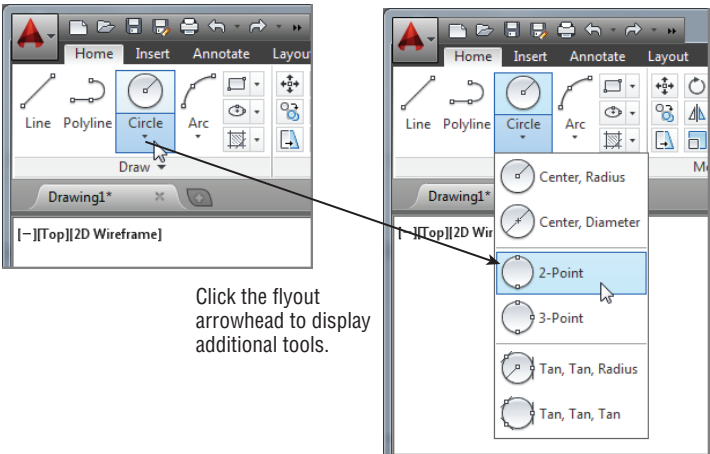 Home Insert Annotate Layou
Line Polyline Circle Arc
Draw
Drawing1*
[−][Top][2D Wireframe]
Click the flyout
arrowhead to display
additional tools.
Home Insert Annotate Layout
Line Polyline Circle Arc
Center, Radius
Drawing1*
Center, Diameter
[−][Top][2D Wir
2-Point
3-Point
Tan, Tan, Radius
Tan, Tan, Tan